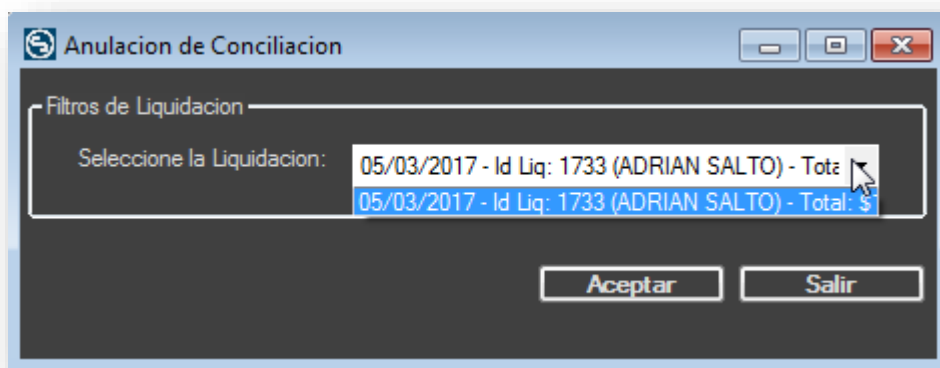 Anulacion de Conciliacion
Filtros de Liquidacion
Seleccione la Liquidacion: 05/03/2017 - Id Liq: 1733 (ADRIAN SALTO) - Tota
05/03/2017 - Id Liq: 1733 (ADRIAN SALTO) - Total: $
Aceptar Salir